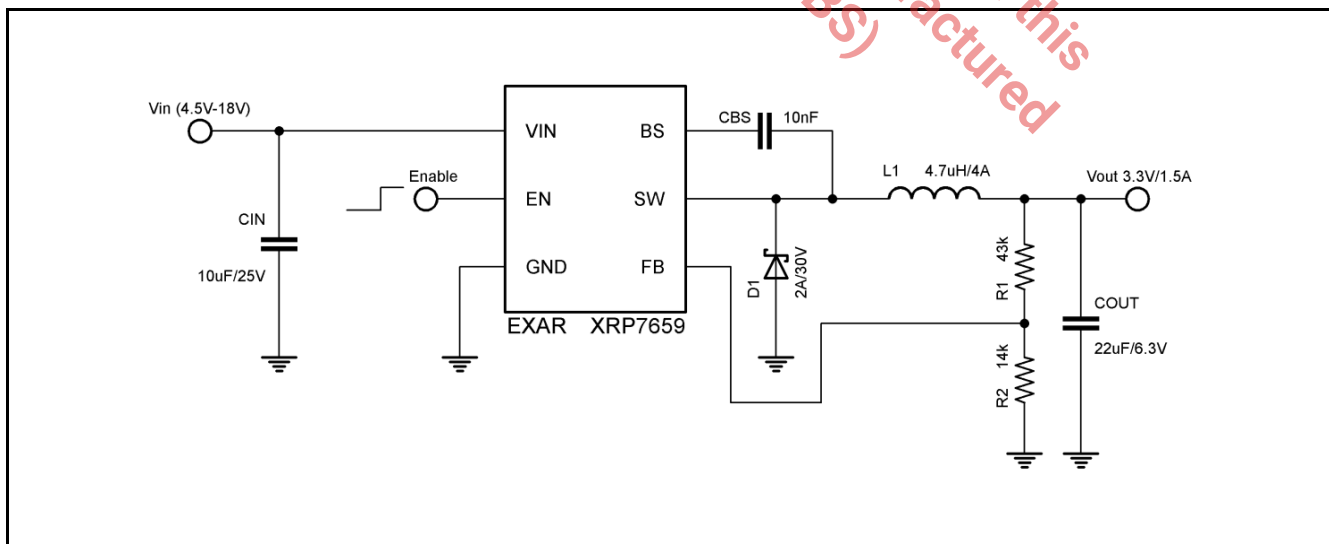 this
factured
BS)
Vin (4.5V-18V)
VIN
BS
CBS 10nF
Enable
EN
SW
L1 4.7uH/4A
Vout 3.3V/1.5A
CIN
10uF/25V
GND
FB
D1
2A/30V
43k
R1
COUT
22uF/6.3V
14k
R2
EXAR XRP7659